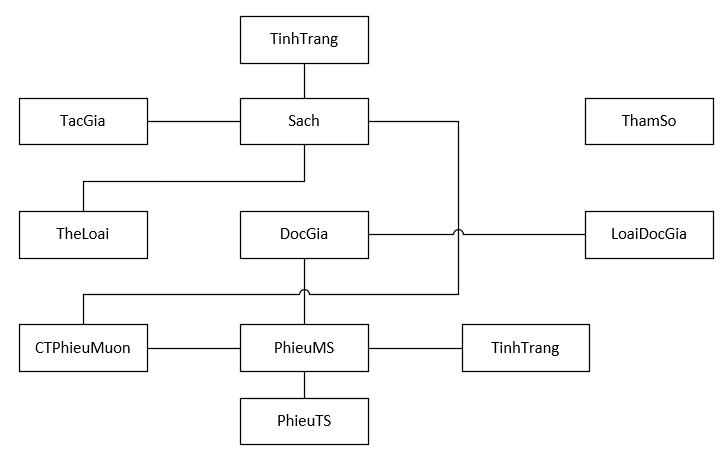 TinhTrang
TacGia
Sach
ThamSo
TheLoai
DocGia
LoaiDocGia
CTPhieuMuon
PhieuMS
TinhTrang
PhieuTS